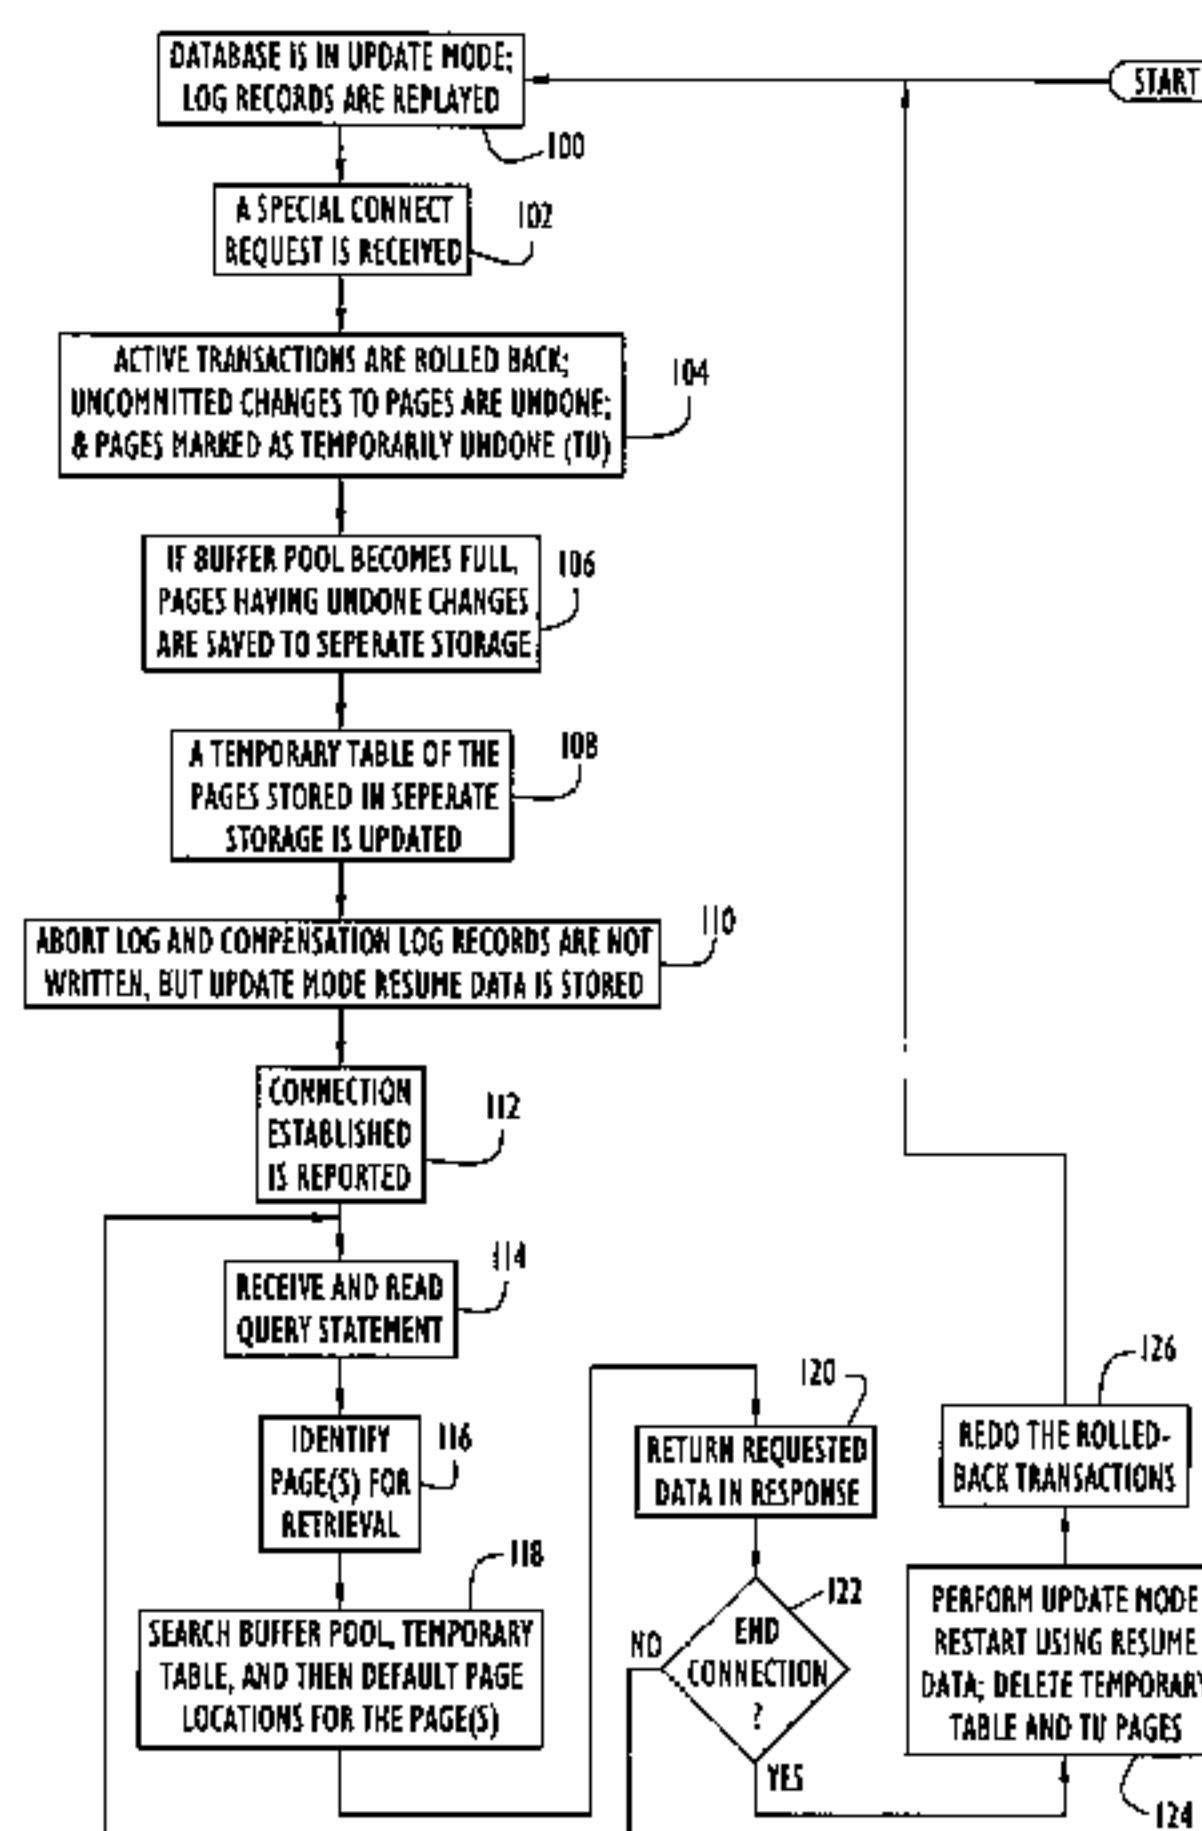 START
DATABASE IS IN UPDATE MODE;
LOG RECORDS ARE REPLAYED
100
A SPECIAL CONNECT
REQUEST IS RECEIVED
102
ACTIVE TRANSACTIONS ARE ROLLED BACK;
UNCOMMITTED CHANGES TO PAGES ARE UNDONE;
& PAGES MARKED AS TEMPORARILY UNDONE (TU)
104
IF BUFFER POOL BECOMES FULL,
PAGES HAVING UNDONE CHANGES
ARE SAVED TO SEPERATE STORAGE
106
A TEMPORARY TABLE OF THE
PAGES STORED IN SEPERATE
STORAGE IS UPDATED
108
ABORT LOG AND COMPENSATION LOG RECORDS ARE NOT
WRITTEN, BUT UPDATE MODE RESUME DATA IS STORED
110
CONNECTION
ESTABLISHED
IS REPORTED
112
RECEIVE AND READ
QUERY STATEMENT
114
IDENTIFY
PAGE(S) FOR
RETRIEVAL
116
SEARCH BUFFER POOL, TEMPORARY
TABLE, AND THEN DEFAULT PAGE
LOCATIONS FOR THE PAGE(S)
118
RETURN REQUESTED
DATA IN RESPONSE
120
END
CONNECTION
?
122
NO
YES
PERFORM UPDATE MODE
RESTART USING RESUME
DATA; DELETE TEMPORARY
TABLE AND TU PAGES
124
REDO THE ROLLED-
BACK TRANSACTIONS
126